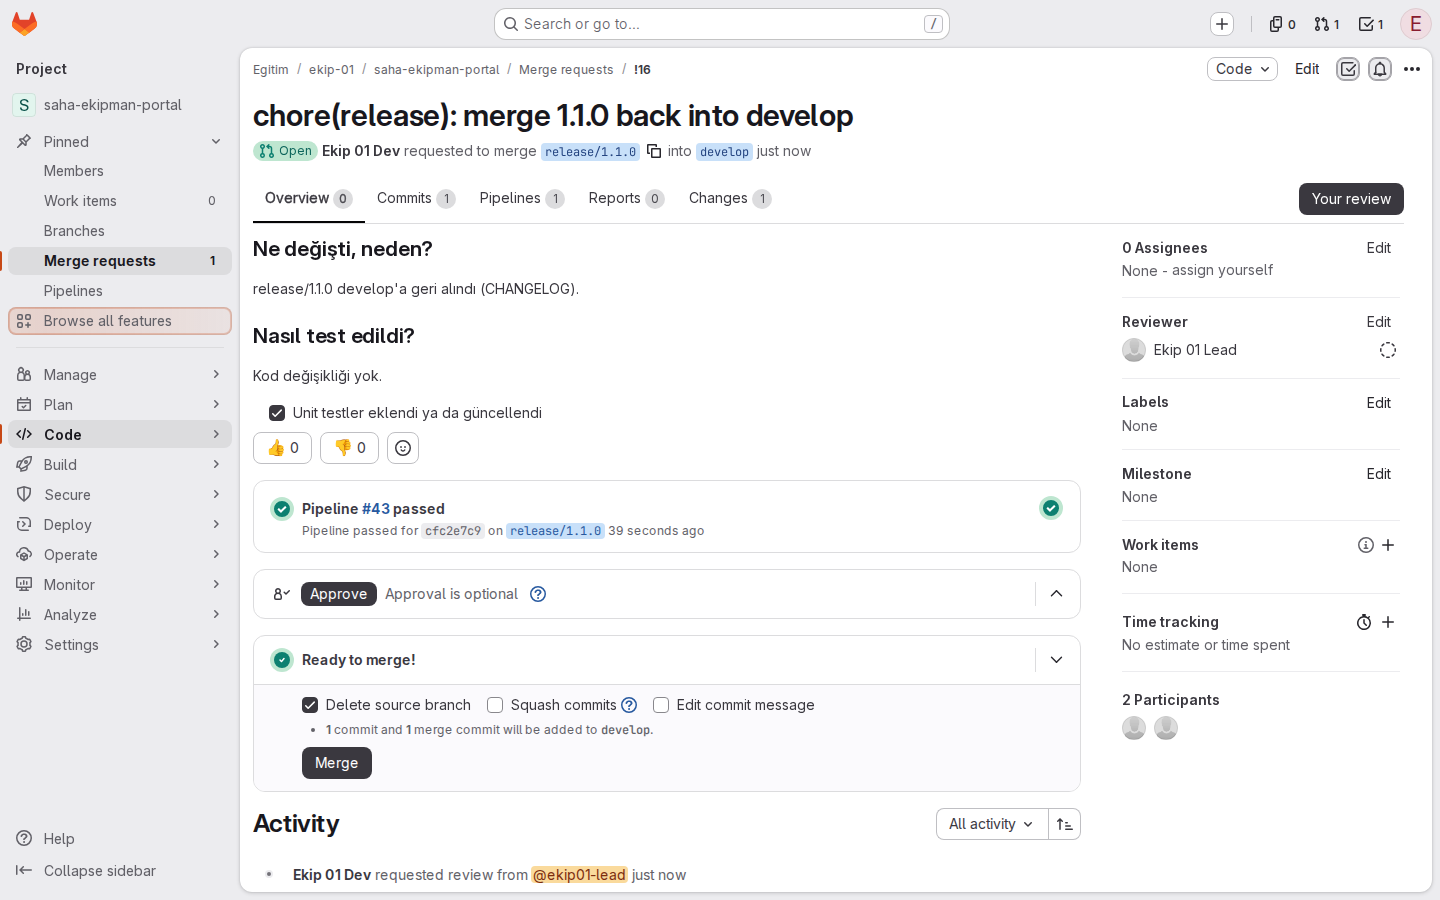 Search or go to...
/
0
1
1
E
Project
S
saha-ekipman-portal
Pinned
Members
Work items
0
Branches
Merge requests
1
Pipelines
Browse all features
Manage
Plan
Code
Build
Secure
Deploy
Operate
Monitor
Analyze
Settings
Help
Collapse sidebar
Egitim / ekip-01 / saha-ekipman-portal / Merge requests / !16
Code
Edit
chore(release): merge 1.1.0 back into develop
Open
Ekip 01 Dev requested to merge release/1.1.0 into develop just now
Overview 0
Commits 1
Pipelines 1
Reports 0
Changes 1
Your review
Ne değişti, neden?
release/1.1.0 develop'a geri alındı (CHANGELOG).
Nasıl test edildi?
Kod değişikliği yok.
Unit testler eklendi ya da güncellendi
0
0
Pipeline #43 passed
Pipeline passed for cfc2e7c9 on release/1.1.0 39 seconds ago
Approve
Approval is optional
Ready to merge!
Delete source branch
Squash commits
Edit commit message
1 commit and 1 merge commit will be added to develop.
Merge
Activity
All activity
Ekip 01 Dev requested review from @ekip01-lead just now
0 Assignees
Edit
None - assign yourself
Reviewer
Edit
Ekip 01 Lead
Labels
Edit
None
Milestone
Edit
None
Work items
None
Time tracking
No estimate or time spent
2 Participants